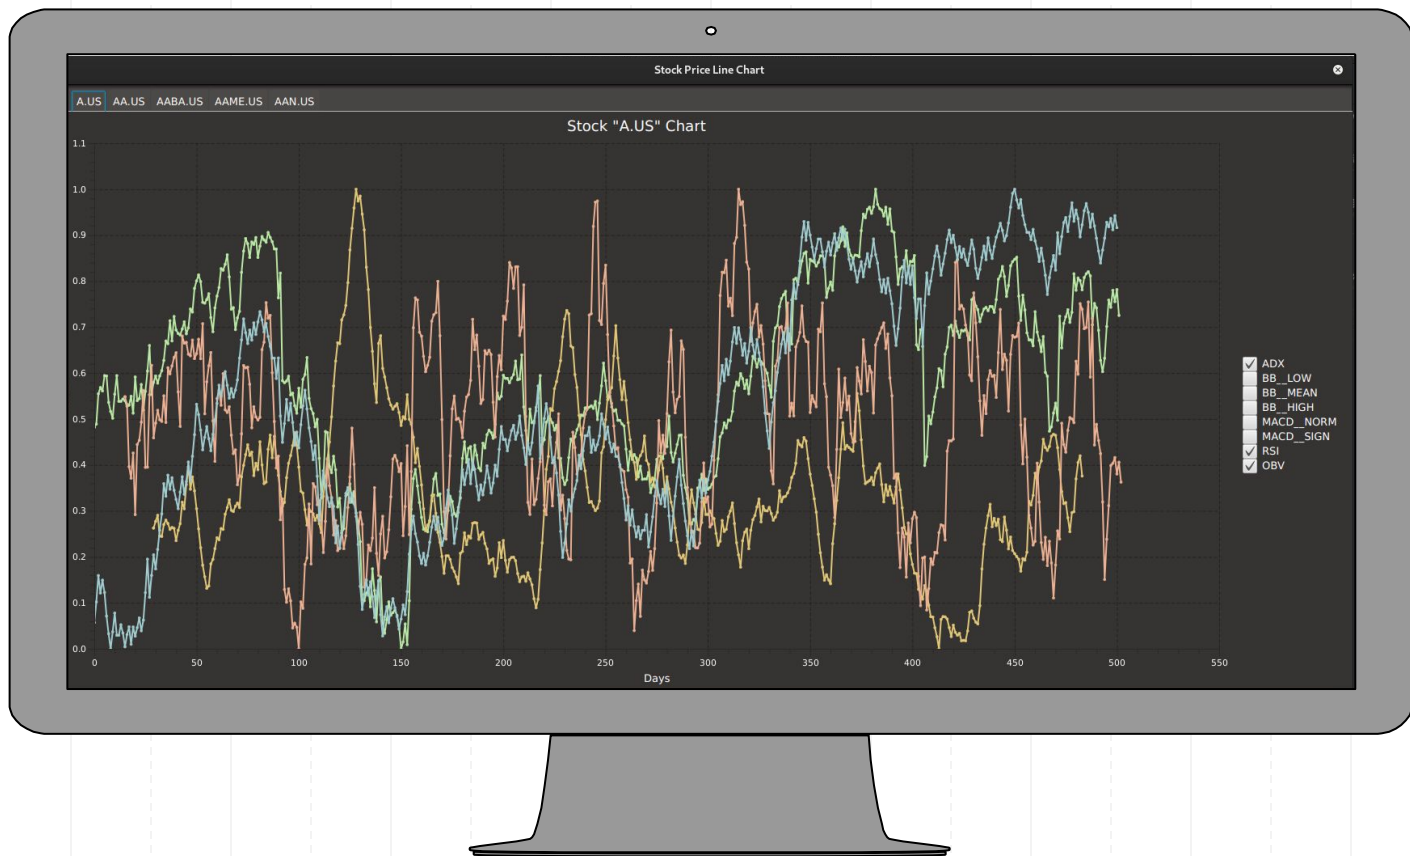 Stock Price Line Chart
A.US AA.US AABA.US AAME.US AAN.US
Stock "A.US" Chart
1.1
1.0
0.9
0.8
0.7
0.6
0.5
0.4
0.3
0.2
0.1
0.0
0 50 100 150 200 250 300 350 400 450 500 550
Days
ADX
BB__LOW
BB__MEAN
BB__HIGH
MACD__NORM
MACD__SIGN
RSI
OBV